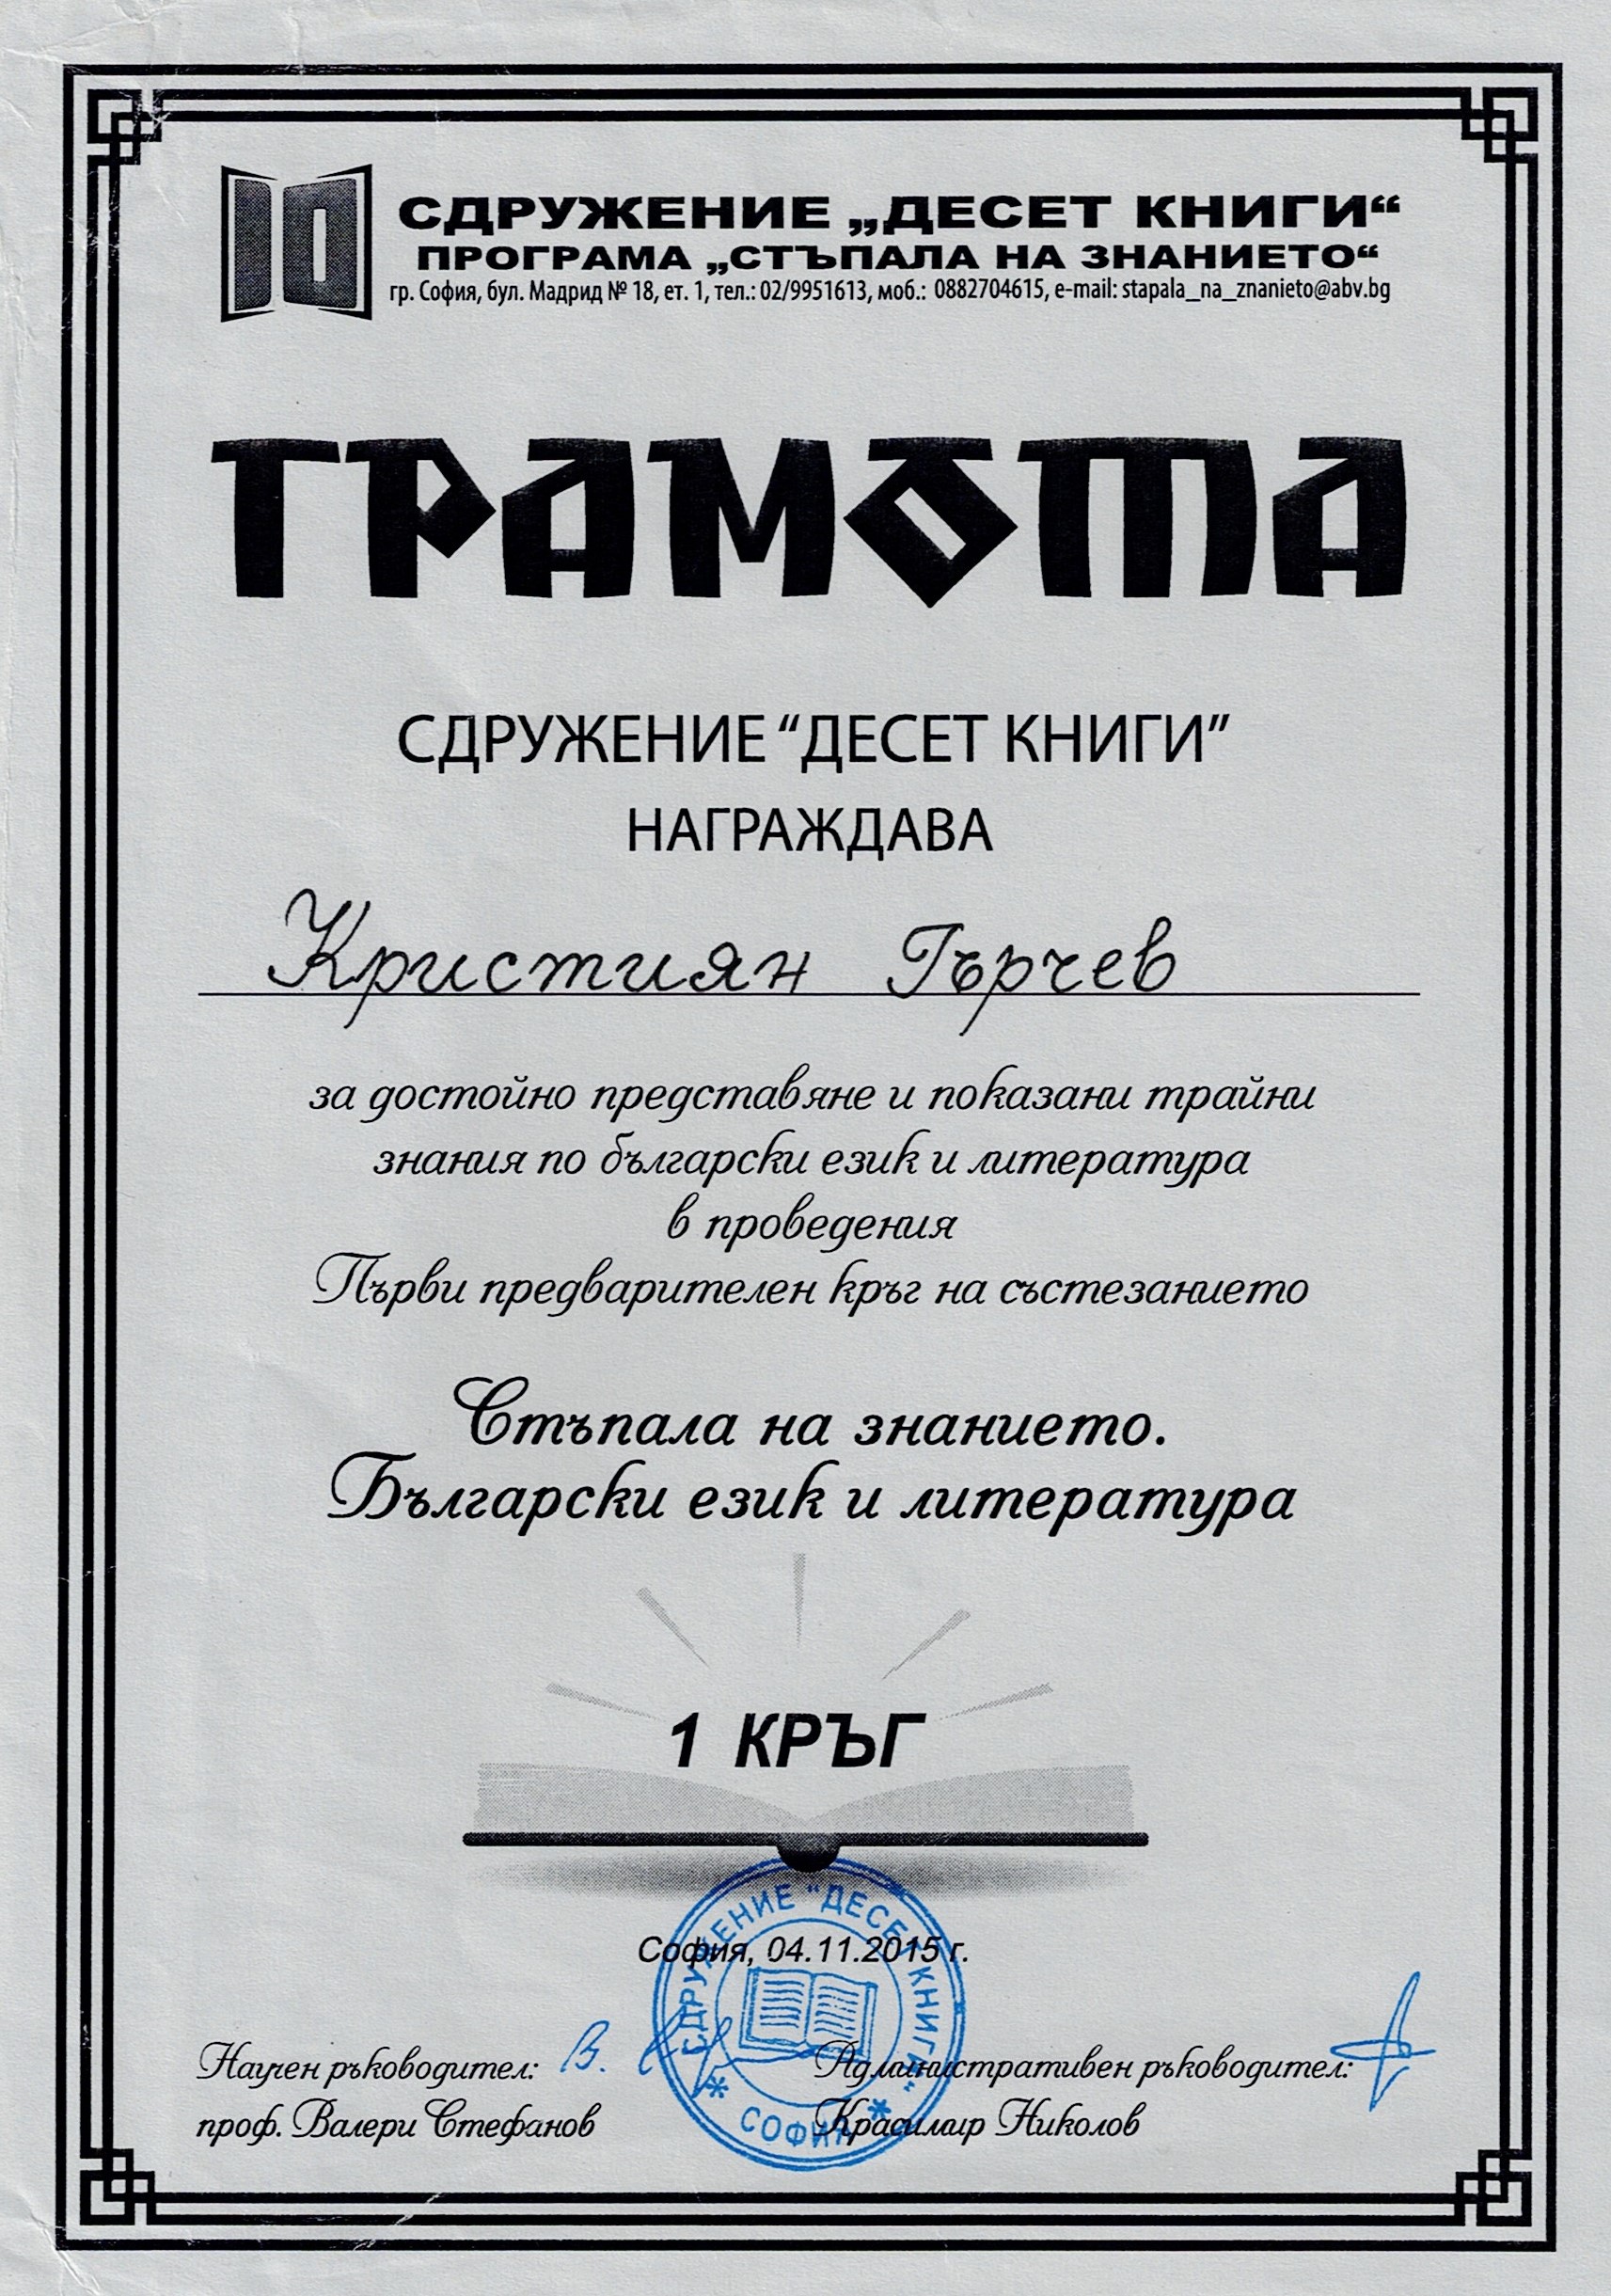 10
СДРУЖЕНИЕ „ДЕСЕТ КНИГИ“
ПРОГРАМА „СТЪПАЛА НА ЗНАНИЕТО“
гр. София, бул. Мадрид № 18, ет. 1, тел.: 02/9951613, моб.: 0882704615, e-mail: stapala_na_znanieto@abv.bg
ГРАМОТА
СДРУЖЕНИЕ “ДЕСЕТ КНИГИ”
НАГРАЖДАВА
Кристиян Гърчев
за достойно представяне и показани трайни
знания по български език и литература
в проведения
Първи предварителен кръг на състезанието
Стъпала на знанието.
Български език и литература
1 КРЪГ
СДРУЖЕНИЕ "ДЕСЕТ КНИГИ"
* СОФИЯ *
София, 04.11.2015 г.
Научен ръководител:
проф. Валери Стефанов
Административен ръководител:
Красимир Николов